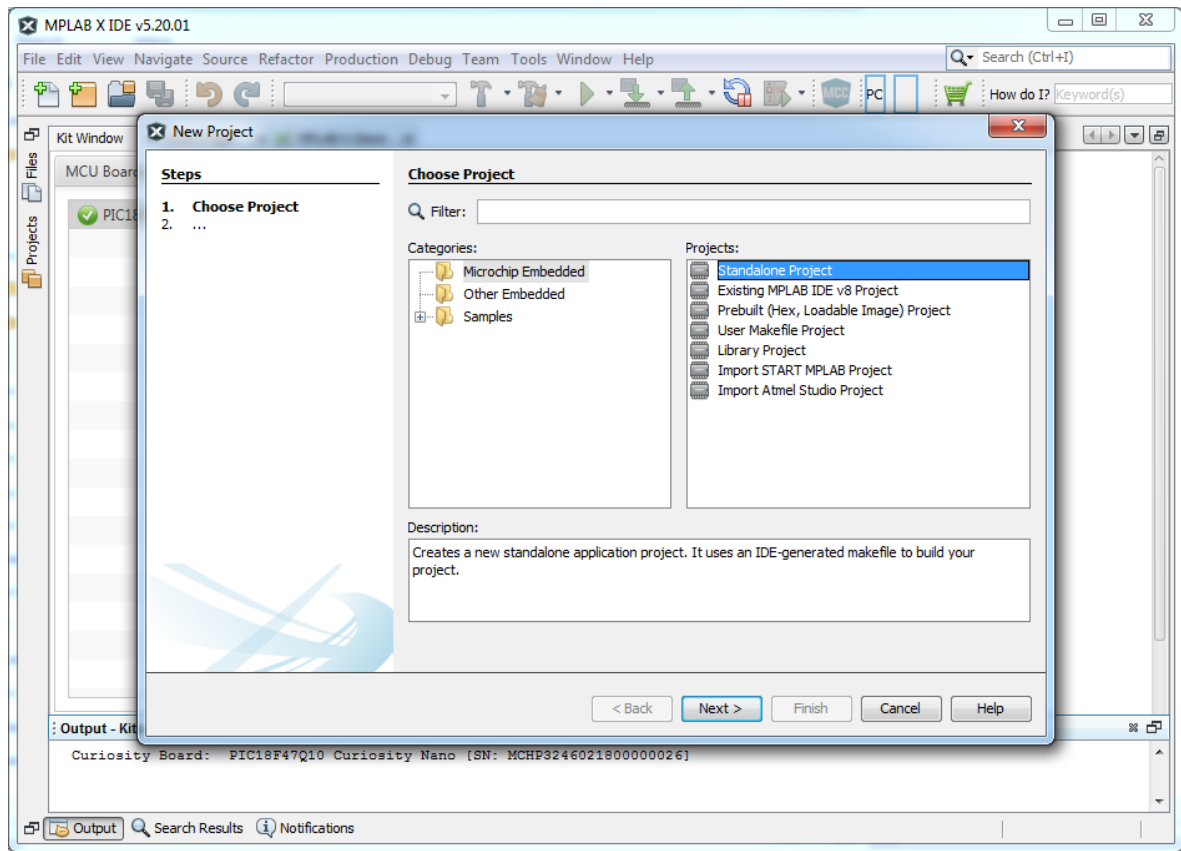 MPLAB X IDE v5.20.01
File Edit View Navigate Source Refactor Production Debug Team Tools Window Help
Search (Ctrl+I)
MCC
PC
How do I? Keyword(s)
Kit Window
Files
Projects
MCU Board
PIC18
New Project
Steps
1. Choose Project
2. ...
Choose Project
Filter:
Categories:
Microchip Embedded
Other Embedded
Samples
Projects:
Standalone Project
Existing MPLAB IDE v8 Project
Prebuilt (Hex, Loadable Image) Project
User Makefile Project
Library Project
Import START MPLAB Project
Import Atmel Studio Project
Description:
Creates a new standalone application project. It uses an IDE-generated makefile to build your
project.
< Back Next > Finish Cancel Help
Output - Kit
Curiosity Board: PIC18F47Q10 Curiosity Nano [SN: MCHP3246021800000026]
Output Search Results Notifications